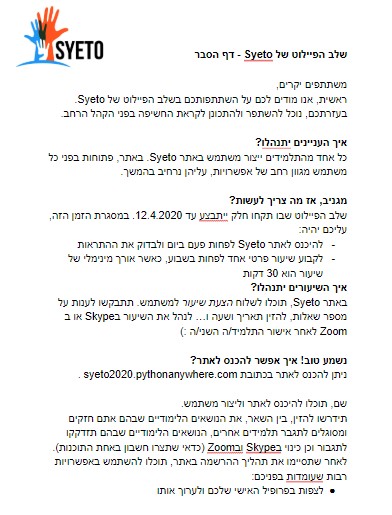 SYETO
שלב הפיילוט של Syeto - דף הסבר
משתתפים יקרים,
ראשית, אנו מודים לכם על השתתפותכם בשלב הפיילוט של Syeto.
בעזרתכם, נוכל להשתפר ולהתכונן לקראת החשיפה בפני הקהל הרחב.
איך העניינים יתנהלו?
כל אחד מהתלמידים ייצור משתמש באתר Syeto. באתר, פתוחות בפני כל
משתמש מגוון רחב של אפשרויות, עליהן נרחיב בהמשך.
מגניב, אז מה צריך לעשות?
שלב הפיילוט שבו תקחו חלק ייתבצע עד 12.4.2020. במסגרת הזמן הזה,
עליכם יהיה:
- להיכנס לאתר Syeto לפחות פעם ביום ולבדוק את ההתראות
- לקבוע שיעור פרטי אחד לפחות בשבוע, כאשר אורך מינימלי של
שיעור הוא 30 דקות
איך השיעורים יתנהלו?
באתר Syeto, תוכלו לשלוח הצעת שיעור למשתמש. תתבקשו לענות על
מספר שאלות, להזין תאריך ושעה ו... לנהל את השיעור בSkype או ב
Zoom לאחר אישור התלמיד/ה השני/ה :)
נשמע טוב! איך אפשר להכנס לאתר?
ניתן להכנס לאתר בכתובת syeto2020.pythonanywhere.com .
שם, תוכלו להיכנס לאתר וליצור משתמש.
תידרשו להזין, בין השאר, את הנושאים הלימודיים שבהם אתם חזקים
ומסוגלים לתגבר תלמידים אחרים, הנושאים הלימודיים שבהם תזדקקו
לתגבור וכן כינוי בSkype ובZoom (כדאי שתצרו חשבון באחת התוכנות).
לאחר שתסיימו את תהליך ההרשמה באתר, תוכלו להשתמש באפשרויות
רבות שעומדות בפניכם:
● לצפות בפרופיל האישי שלכם ולערוך אותו